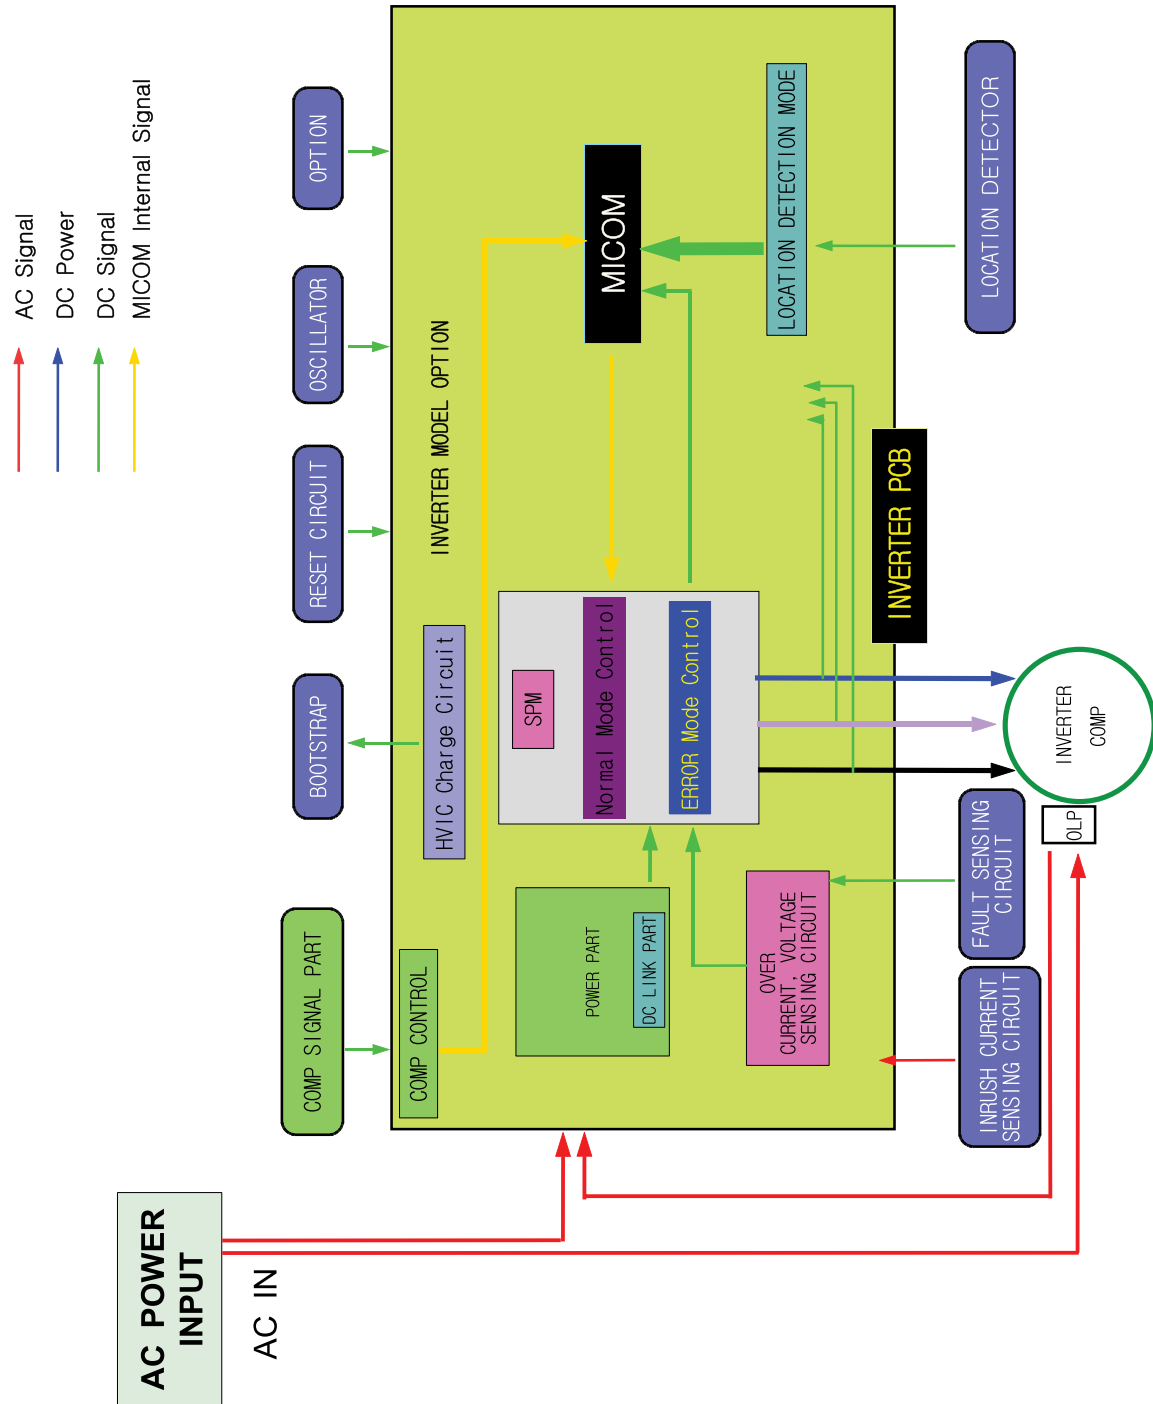 AC Signal
DC Power
DC Signal
MICOM Internal Signal
AC POWER
INPUT
AC IN
COMP SIGNAL PART
BOOTSTRAP
RESET CIRCUIT
OSCILLATOR
OPTION
COMP CONTROL
HVIC Charge Circuit
INVERTER MODEL OPTION
POWER PART
DC LINK PART
SPM
Normal Mode Control
ERROR Mode Control
MICOM
LOCATION DETECTION MODE
OVER
CURRENT, VOLTAGE
SENSING CIRCUIT
INVERTER PCB
INRUSH CURRENT
SENSING CIRCUIT
FAULT SENSING
CIRCUIT
OLP
INVERTER
COMP
LOCATION DETECTOR